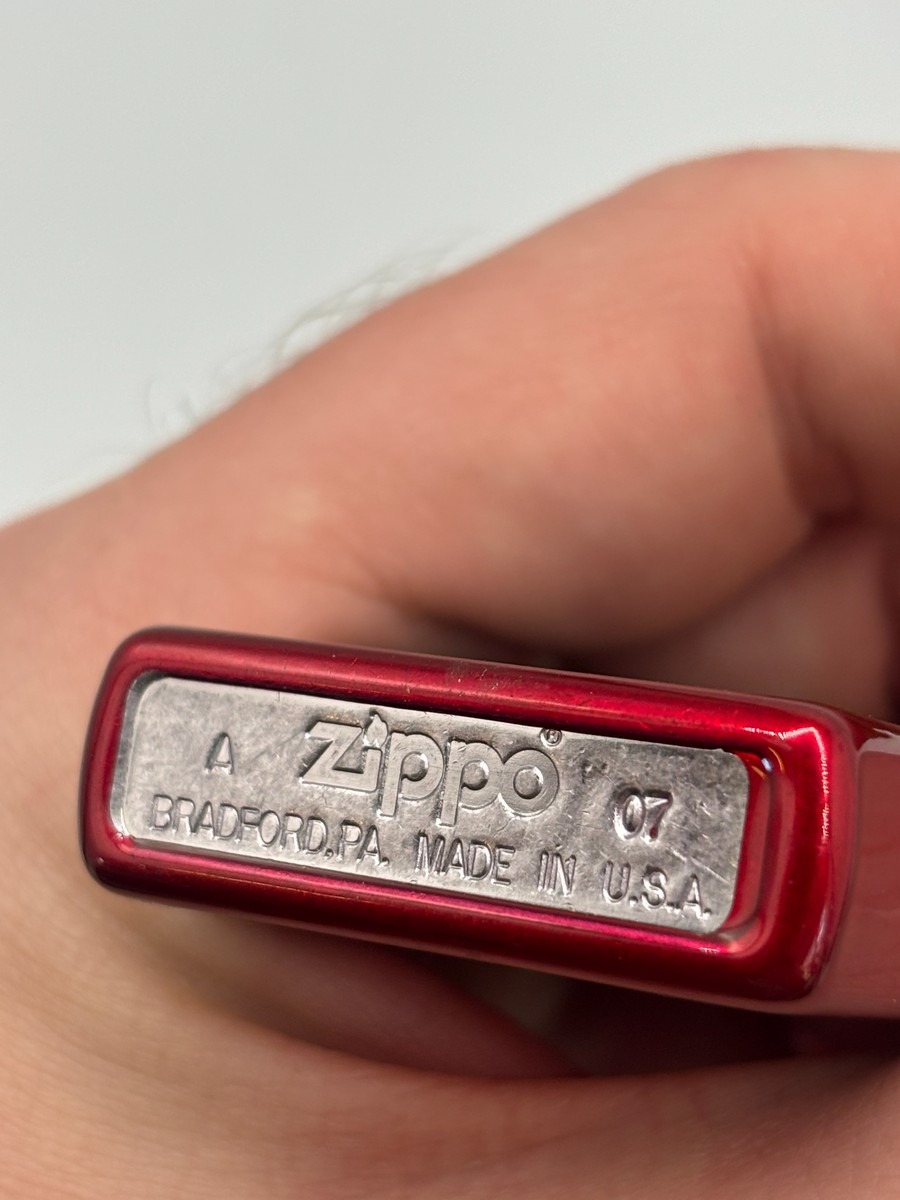 A Zippo® 07
BRADFORD,PA. MADE IN U.S.A.